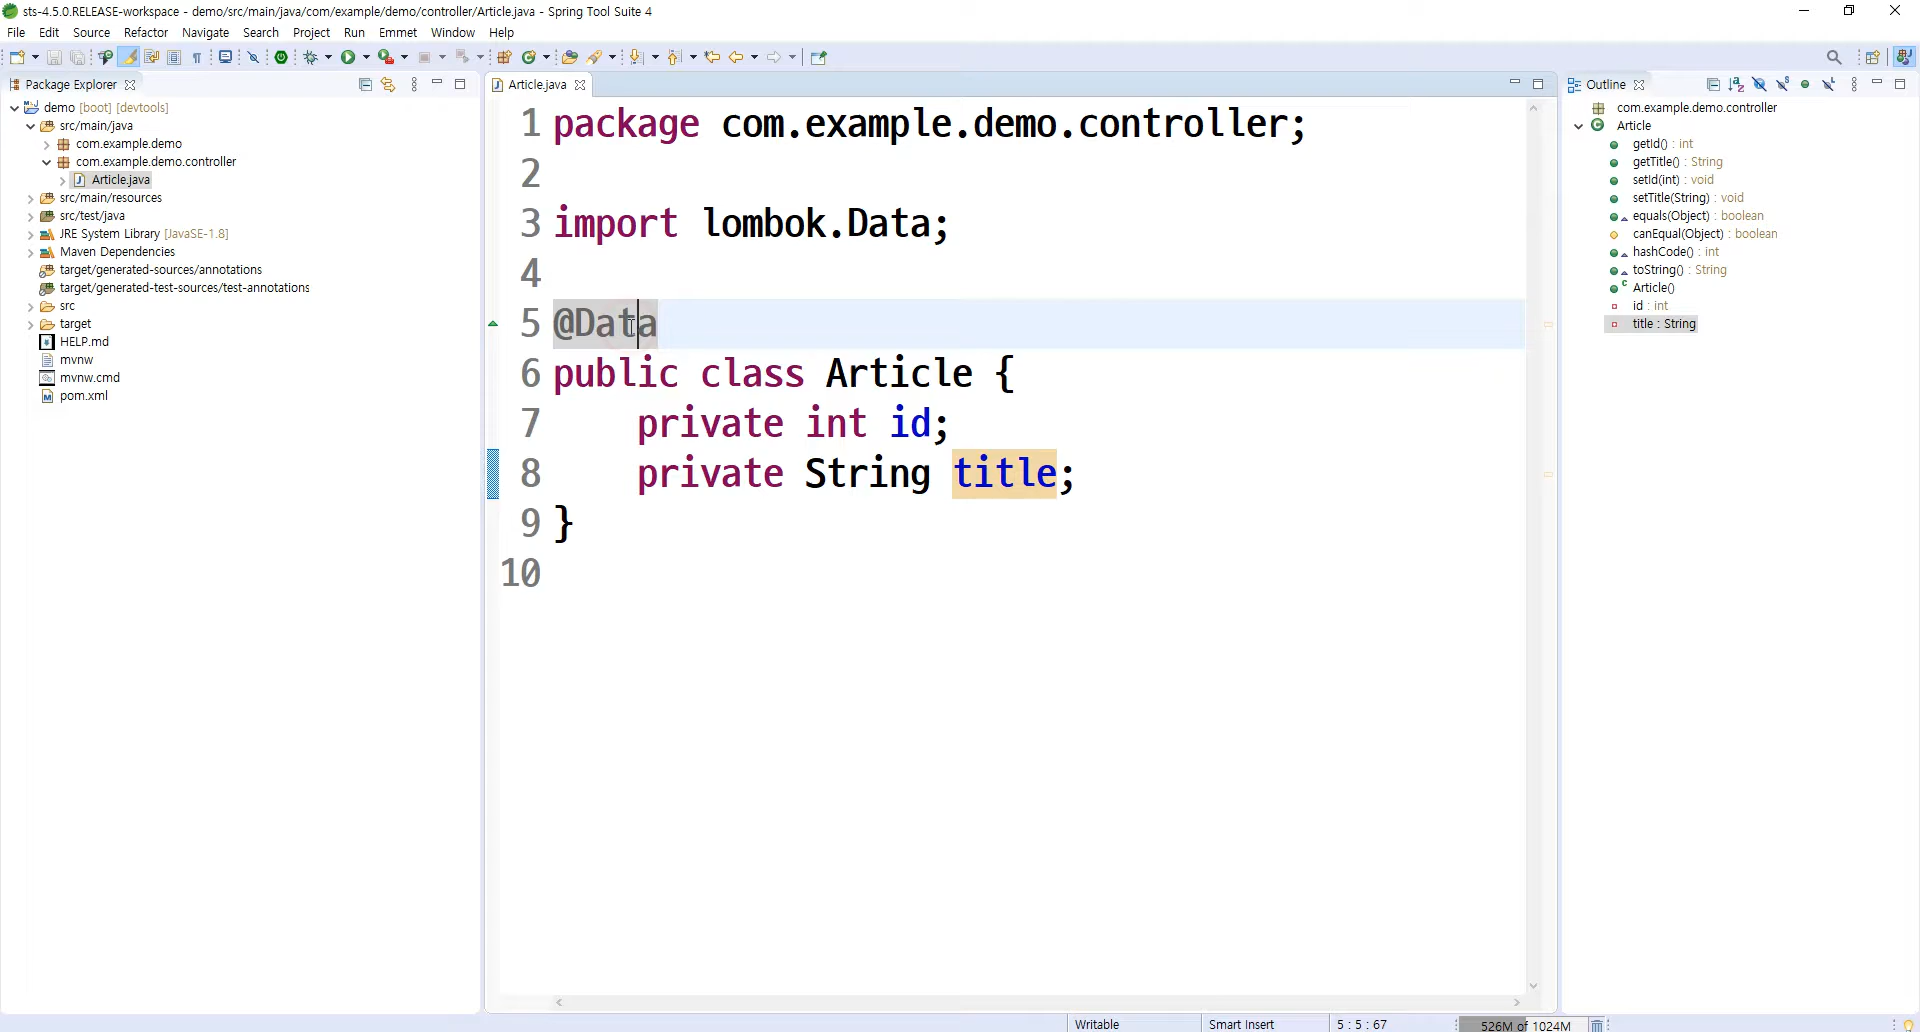 sts-4.5.0.RELEASE-workspace - demo/src/main/java/com/example/demo/controller/Article.java - Spring Tool Suite 4
File Edit Source Refactor Navigate Search Project Run Emmet Window Help
Package Explorer
demo [boot] [devtools]
src/main/java
com.example.demo
com.example.demo.controller
Article.java
src/main/resources
src/test/java
JRE System Library [JavaSE-1.8]
Maven Dependencies
target/generated-sources/annotations
target/generated-test-sources/test-annotations
src
target
HELP.md
mvnw
mvnw.cmd
pom.xml
Article.java
1 package com.example.demo.controller;
2
3 import lombok.Data;
4
5 @Data
6 public class Article {
7 private int id;
8 private String title;
9 }
10
Outline
com.example.demo.controller
Article
getId() : int
getTitle() : String
setId(int) : void
setTitle(String) : void
equals(Object) : boolean
canEqual(Object) : boolean
hashCode() : int
toString() : String
Article()
id : int
title : String
Writable Smart Insert 5 : 5 : 67 526M of 1024M